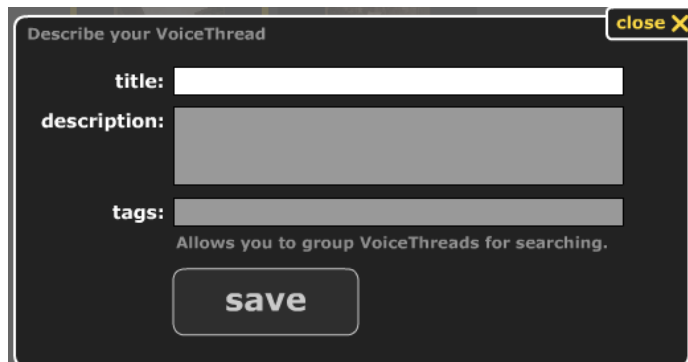 close X
Describe your VoiceThread
title:
description:
tags:
Allows you to group VoiceThreads for searching.
save